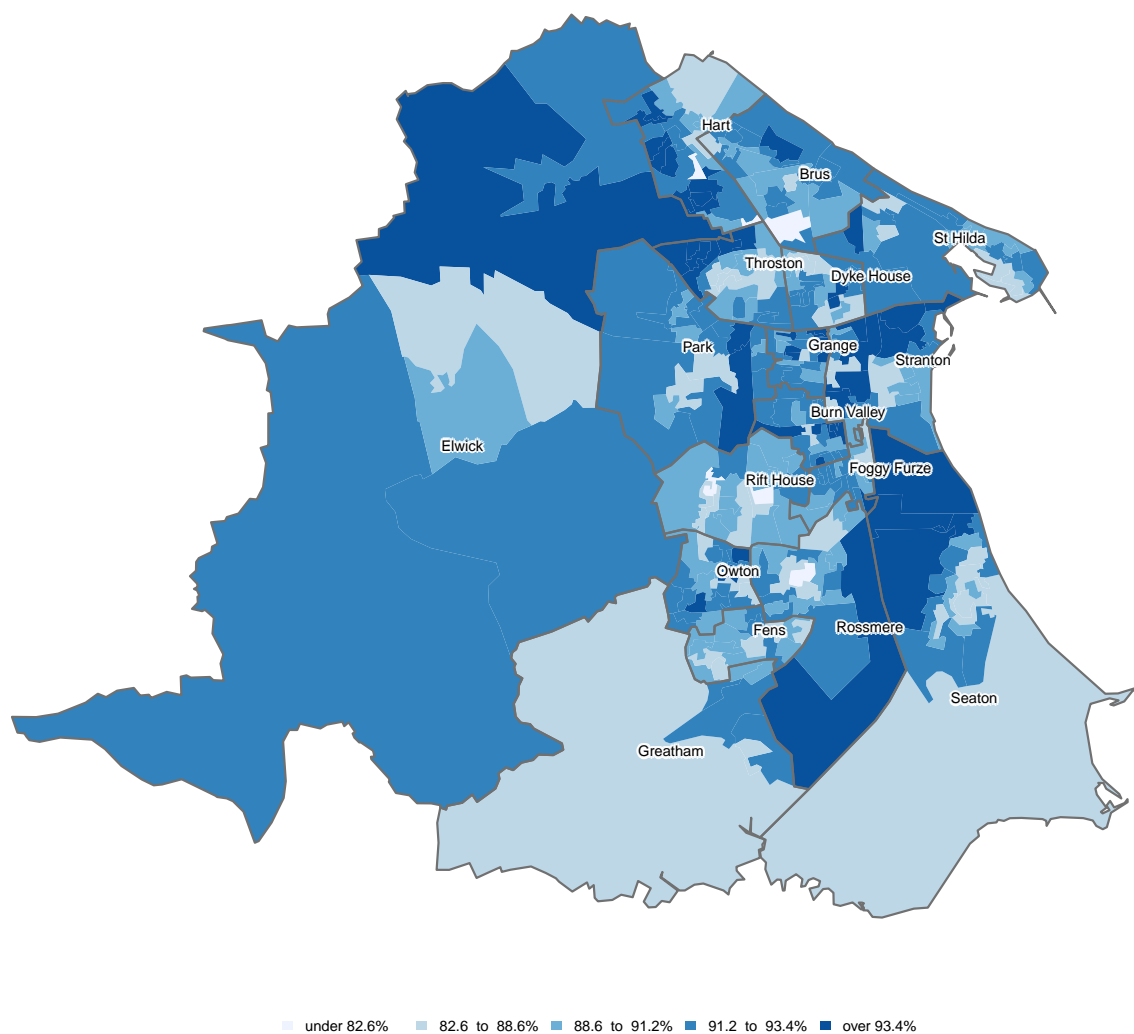 Hart
Brus
St Hilda
Throston
Dyke House
Park
Grange
Stranton
Burn Valley
Elwick
Foggy Furze
Rift House
Owton
Fens
Rossmere
Seaton
Greatham
under 82.6% 82.6 to 88.6% 88.6 to 91.2% 91.2 to 93.4% over 93.4%